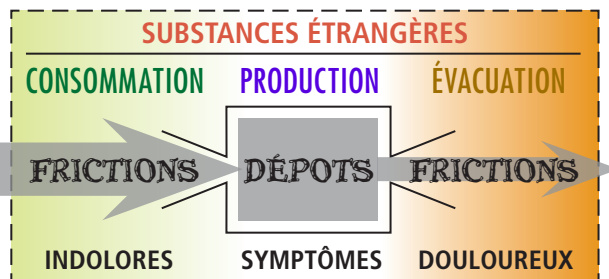 SUBSTANCES ÉTRANGÈRES
CONSOMMATION PRODUCTION ÉVACUATION
FRICTIONS DÉPOTS FRICTIONS
INDOLORES SYMPTÔMES DOULOUREUX